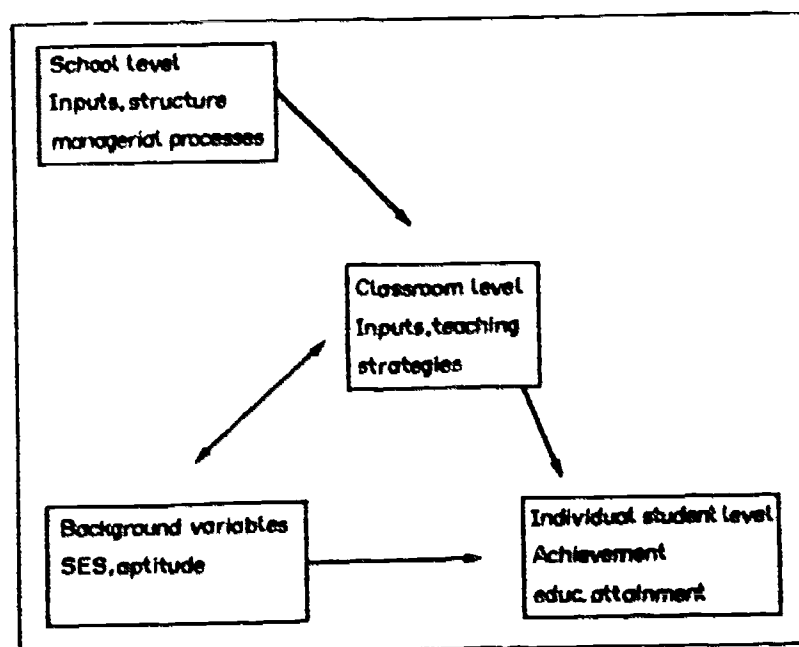 School level
Inputs, structure
managerial processes
Classroom level
Inputs, teaching
strategies
Background variables
SES, aptitude
Individual student level
Achievement
educ. attainment